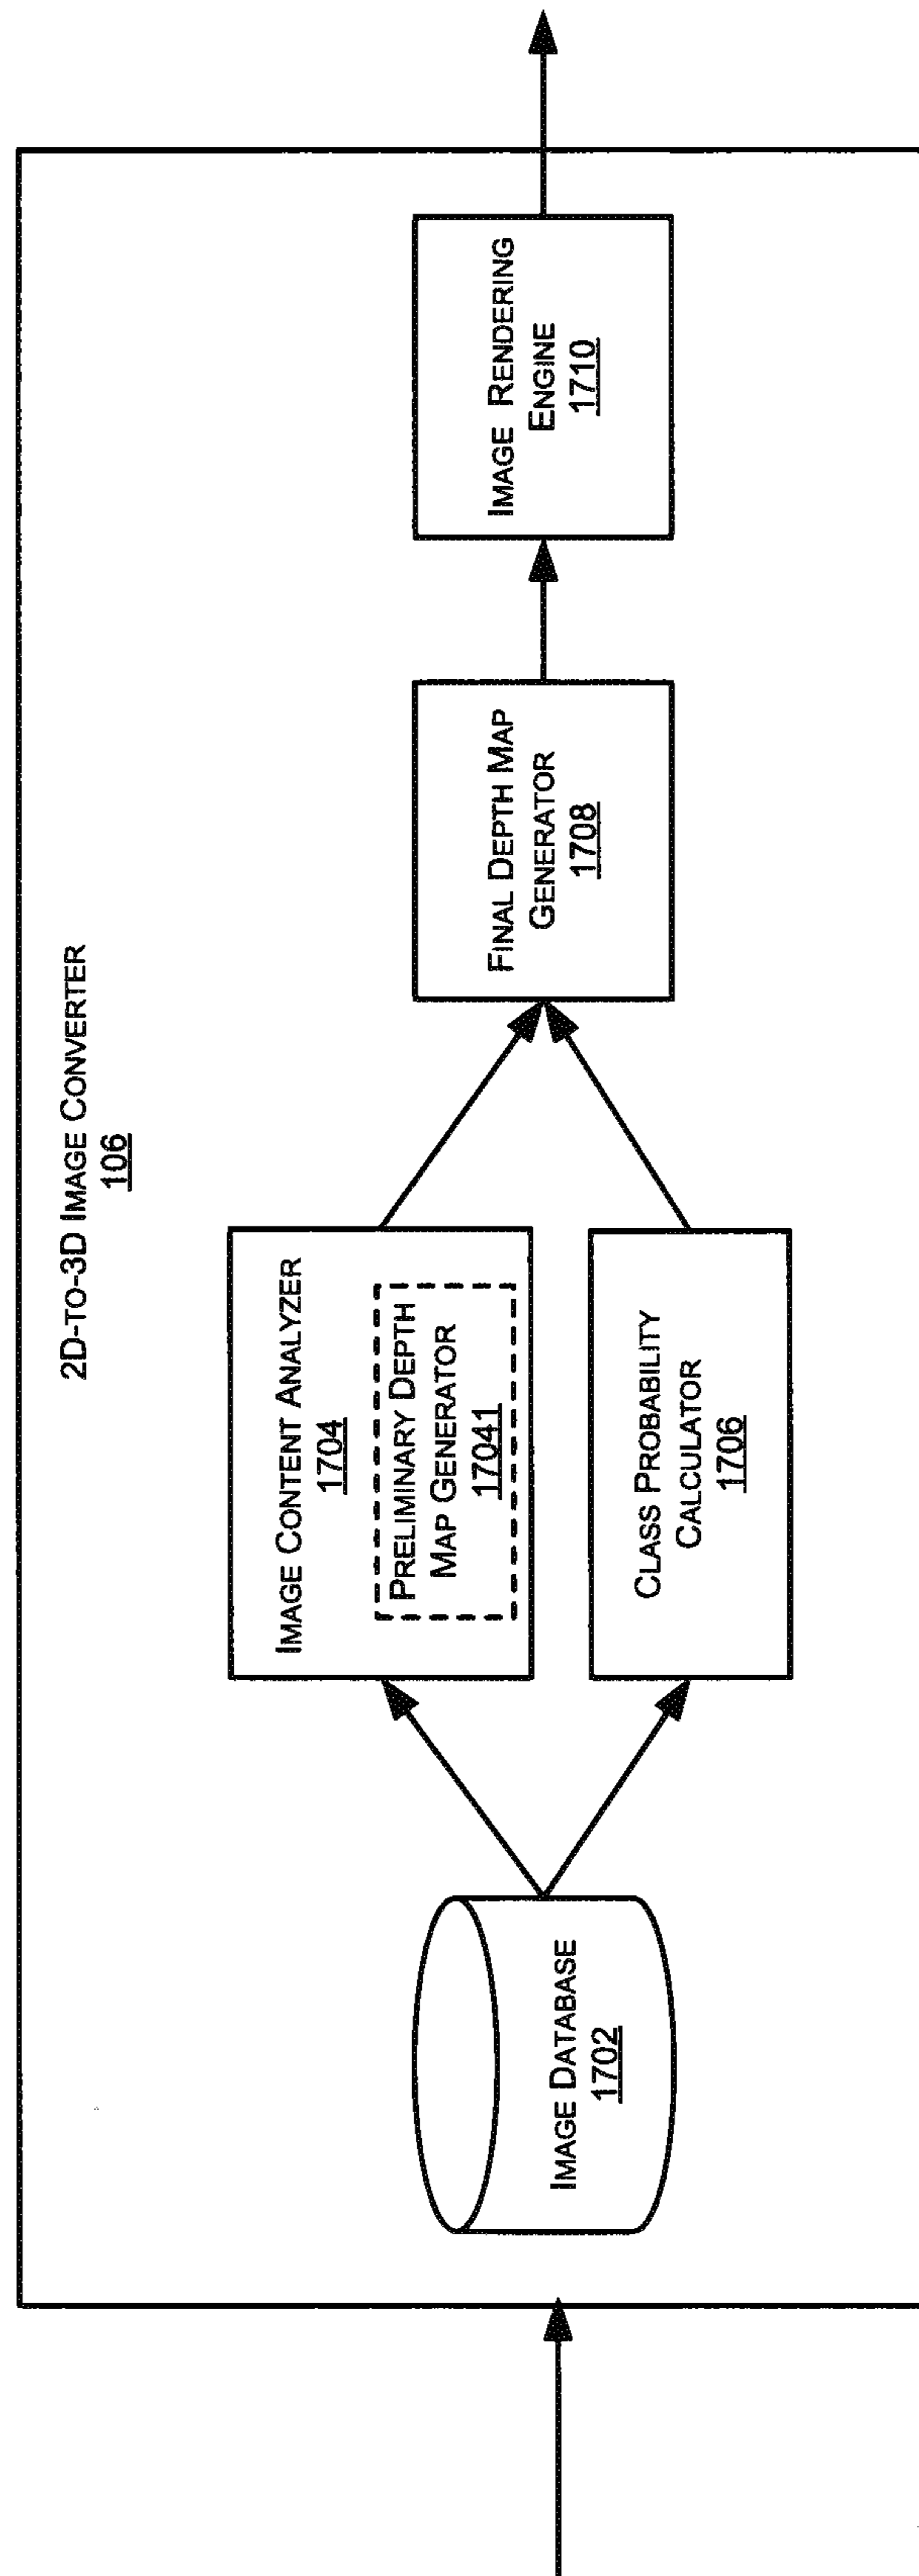 2D-TO-3D IMAGE CONVERTER
106
IMAGE DATABASE
1702
IMAGE CONTENT ANALYZER
1704
PRELIMINARY DEPTH
MAP GENERATOR
17041
CLASS PROBABILITY
CALCULATOR
1706
FINAL DEPTH MAP
GENERATOR
1708
IMAGE RENDERING
ENGINE
1710